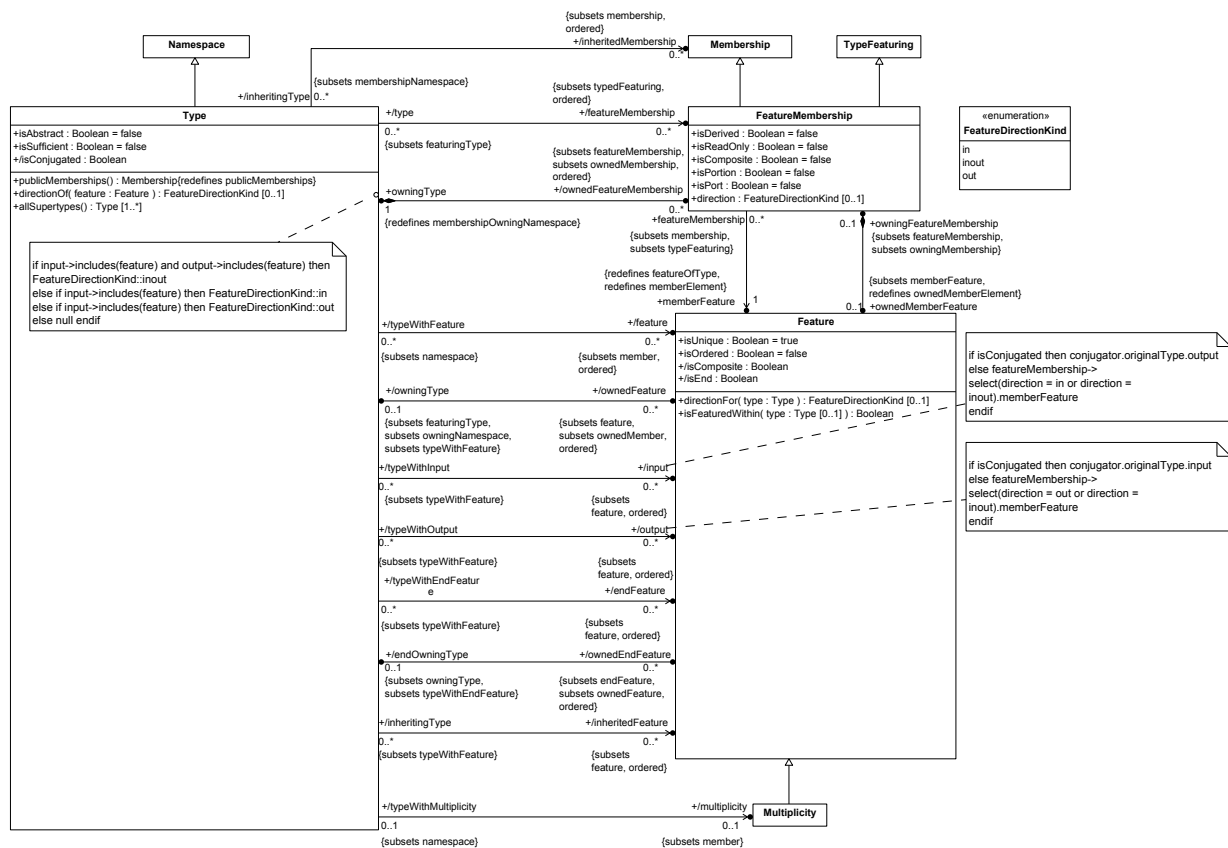 {subsets membership,
ordered}
+/inheritedMembership
0..*
Namespace
Membership
TypeFeaturing
{subsets membershipNamespace}
+/inheritingType
0..*
Type
+isAbstract : Boolean = false
+isSufficient : Boolean = false
+/isConjugated : Boolean
+publicMemberships() : Membership{redefines publicMemberships}
+directionOf( feature : Feature ) : FeatureDirectionKind [0..1]
+allSupertypes() : Type [1..*]
if input->includes(feature) and output->includes(feature) then
FeatureDirectionKind::inout
else if input->includes(feature) then FeatureDirectionKind::in
else if input->includes(feature) then FeatureDirectionKind::out
else null endif
{subsets typedFeaturing,
ordered}
+/type
+/featureMembership
0..*
0..*
{subsets featuringType}
{subsets featureMembership,
subsets ownedMembership,
ordered}
+owningType
+/ownedFeatureMembership
1
0..*
{redefines membershipOwningNamespace}
FeatureMembership
+isDerived : Boolean = false
+isReadOnly : Boolean = false
+isComposite : Boolean = false
+isPortion : Boolean = false
+isPort : Boolean = false
+direction : FeatureDirectionKind [0..1]
«enumeration»
FeatureDirectionKind
in
inout
out
+featureMembership
0..*
{subsets membership,
subsets typeFeaturing}
0..1
+owningFeatureMembership
{subsets featureMembership,
subsets owningMembership}
{redefines featureOfType,
redefines memberElement}
+memberFeature
1
{subsets memberFeature,
redefines ownedMemberElement}
0..1
+ownedMemberFeature
Feature
+isUnique : Boolean = true
+isOrdered : Boolean = false
+/isComposite : Boolean
+/isEnd : Boolean
+directionFor( type : Type ) : FeatureDirectionKind [0..1]
+isFeaturedWithin( type : Type [0..1] ) : Boolean
if isConjugated then conjugator.originalType.output
else featureMembership->
select(direction = in or direction =
inout).memberFeature
endif
if isConjugated then conjugator.originalType.input
else featureMembership->
select(direction = out or direction =
inout).memberFeature
endif
+/typeWithFeature
+/feature
0..*
0..*
{subsets namespace}
{subsets member,
ordered}
+/owningType
+/ownedFeature
0..1
0..*
{subsets featuringType,
subsets owningNamespace,
subsets typeWithFeature}
{subsets feature,
subsets ownedMember,
ordered}
+/typeWithInput
+/input
0..*
0..*
{subsets typeWithFeature}
{subsets
feature, ordered}
+/typeWithOutput
+/output
0..*
0..*
{subsets typeWithFeature}
{subsets
feature, ordered}
+/typeWithEndFeatur
e
+/endFeature
0..*
0..*
{subsets typeWithFeature}
{subsets
feature, ordered}
+/endOwningType
+/ownedEndFeature
0..1
0..*
{subsets owningType,
subsets typeWithEndFeature}
{subsets endFeature,
subsets ownedFeature,
ordered}
+/inheritingType
+/inheritedFeature
0..*
0..*
{subsets typeWithFeature}
{subsets
feature, ordered}
+/typeWithMultiplicity
+/multiplicity
0..1
0..1
{subsets namespace}
{subsets member}
Multiplicity